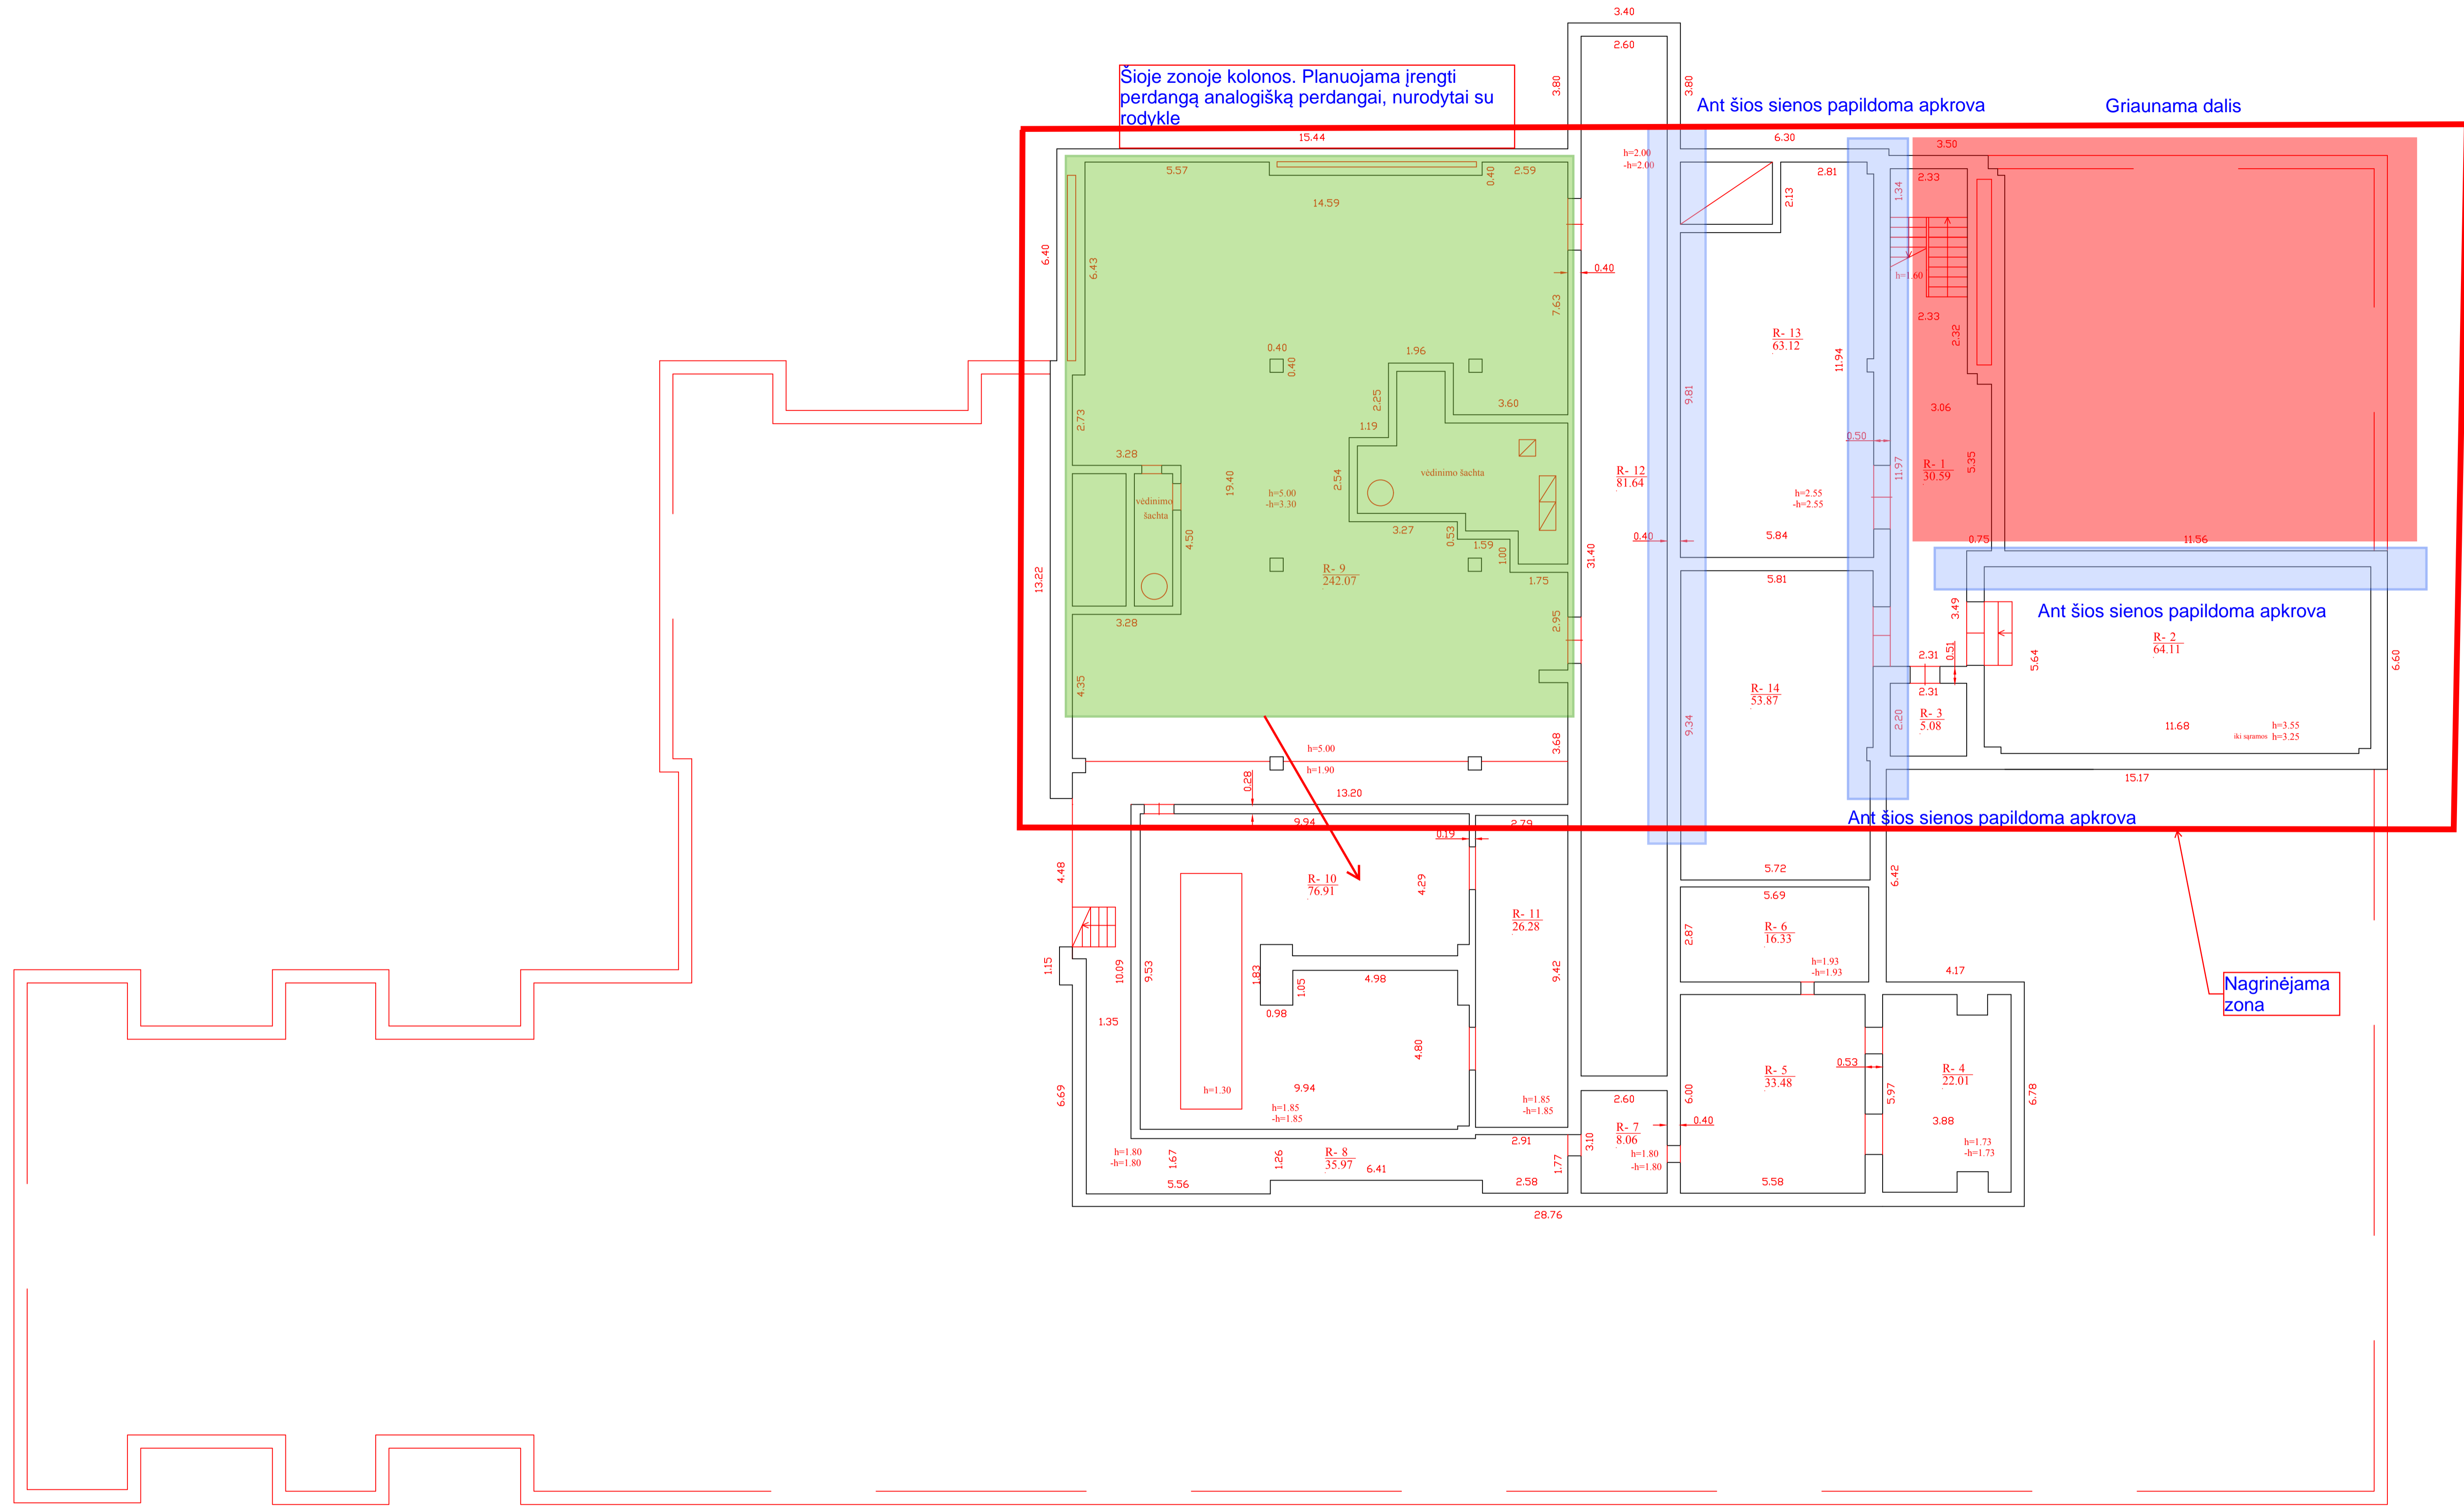 3.40
2.60
3.80
3.80
Šioje zonoje kolonos. Planuojama įrengti
perdangą analogišką perdangai, nurodytai su
rodykle
Ant šios sienos papildoma apkrova
Griaunama dalis
15.44
6.30
3.50
h=2.00
-h=2.00
5.57
0.40
2.59
2.81
2.33
1.34
2.13
14.59
6.40
6.43
0.40
h=1.60
7.63
2.33
2.32
R- 13
63.12
0.40
0.40
1.96
11.94
2.25
3.60
9.81
3.06
2.73
1.19
0.50
3.28
19.40
2.54
vėdinimo šachta
R- 12
81.64
11.97
R- 1
30.59
5.35
h=5.00
-h=3.30
h=2.55
-h=2.55
vėdinimo
šachta
4.50
3.27
0.53
1.59
1.00
31.40
0.40
5.84
0.75
11.56
13.22
R- 9
242.07
1.75
5.81
3.28
2.95
3.49
Ant šios sienos papildoma apkrova
R- 2
64.11
2.31
0.51
5.64
6.60
4.35
R- 14
53.87
2.31
R- 3
5.08
2.20
9.34
11.68
h=3.55
iki sąramos h=3.25
h=5.00
3.68
h=1.90
0.28
13.20
15.17
9.94
0.19
2.79
Ant šios sienos papildoma apkrova
4.48
R- 10
76.91
4.29
5.72
6.42
5.69
R- 11
26.28
R- 6
16.33
2.87
1.15
10.09
9.53
1.83
4.98
1.05
9.42
h=1.93
-h=1.93
4.17
Nagrinėjama
zona
0.98
1.35
4.80
0.53
R- 5
33.48
R- 4
22.01
6.69
h=1.30
9.94
h=1.85
-h=1.85
h=1.85
-h=1.85
2.60
6.00
5.97
6.78
0.40
3.88
R- 7
8.06
2.91
3.10
h=1.73
-h=1.73
h=1.80
-h=1.80
1.67
1.26
R- 8
35.97
6.41
1.77
h=1.80
-h=1.80
5.56
2.58
5.58
28.76